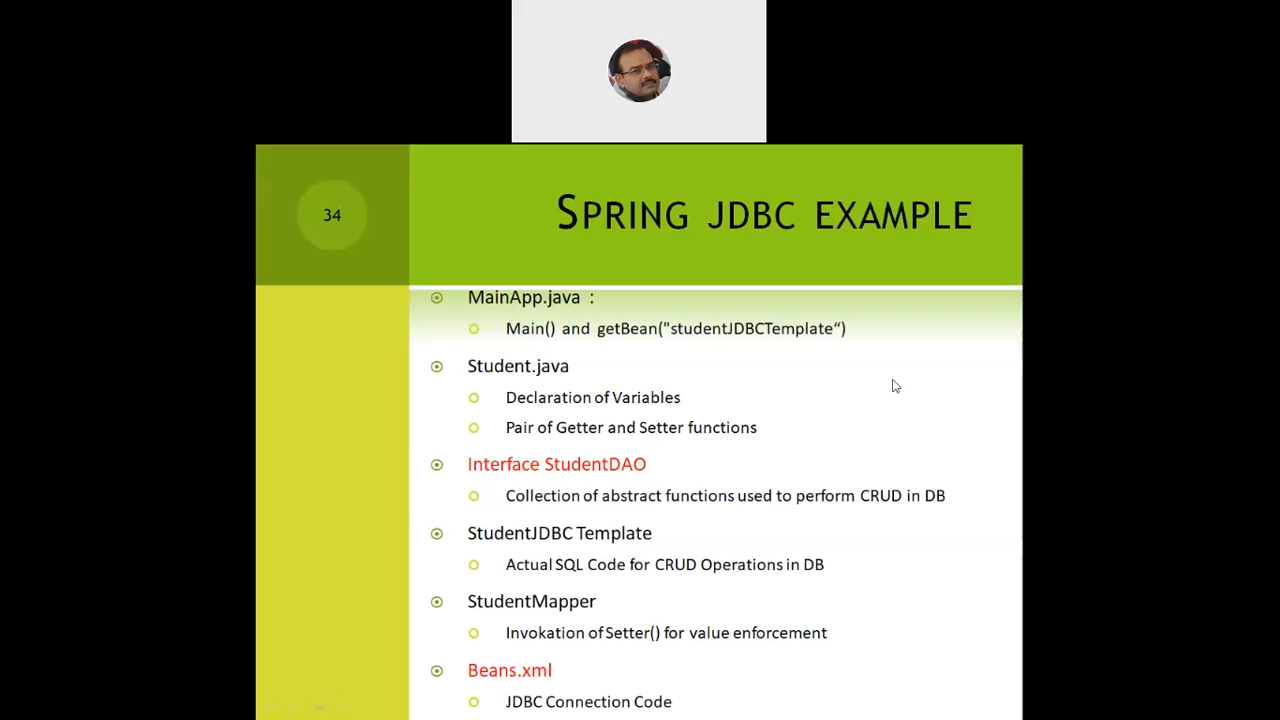 34
SPRING JDBC EXAMPLE
MainApp.java :
Main() and getBean("studentJDBCTemplate“)
Student.java
Declaration of Variables
Pair of Getter and Setter functions
Interface StudentDAO
Collection of abstract functions used to perform CRUD in DB
StudentJDBC Template
Actual SQL Code for CRUD Operations in DB
StudentMapper
Invokation of Setter() for value enforcement
Beans.xml
JDBC Connection Code